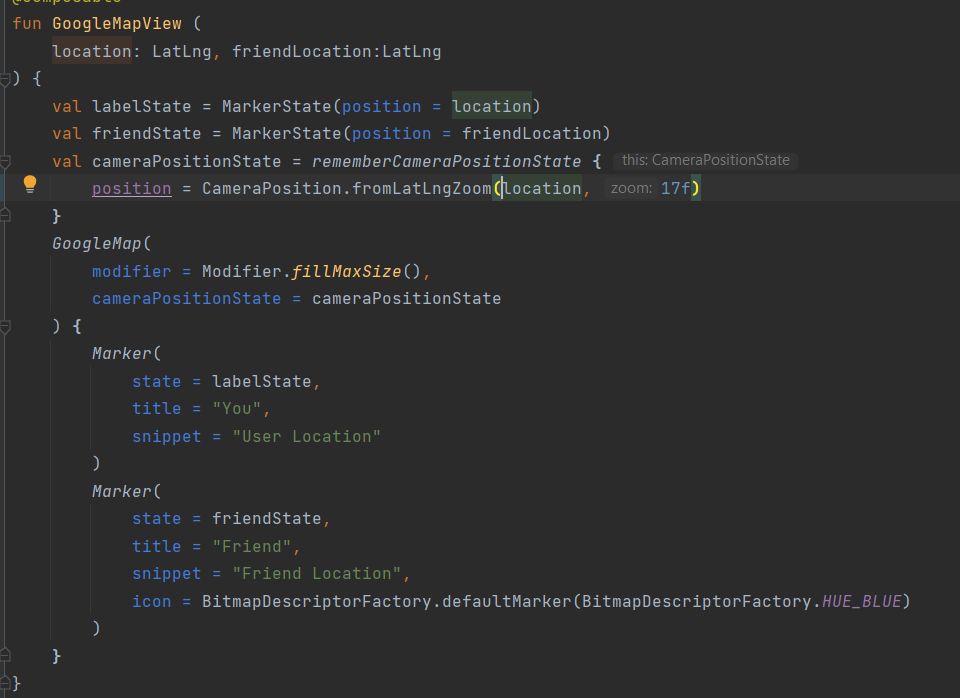 @Composable
fun GoogleMapView (
    location: LatLng, friendLocation:LatLng
) {
    val labelState = MarkerState(position = location)
    val friendState = MarkerState(position = friendLocation)
    val cameraPositionState = rememberCameraPositionState { this: CameraPositionState
        position = CameraPosition.fromLatLngZoom(location, zoom: 17f)
    }
    GoogleMap(
        modifier = Modifier.fillMaxSize(),
        cameraPositionState = cameraPositionState
    ) {
        Marker(
            state = labelState,
            title = "You",
            snippet = "User Location"
        )
        Marker(
            state = friendState,
            title = "Friend",
            snippet = "Friend Location",
            icon = BitmapDescriptorFactory.defaultMarker(BitmapDescriptorFactory.HUE_BLUE)
        )
    }
}